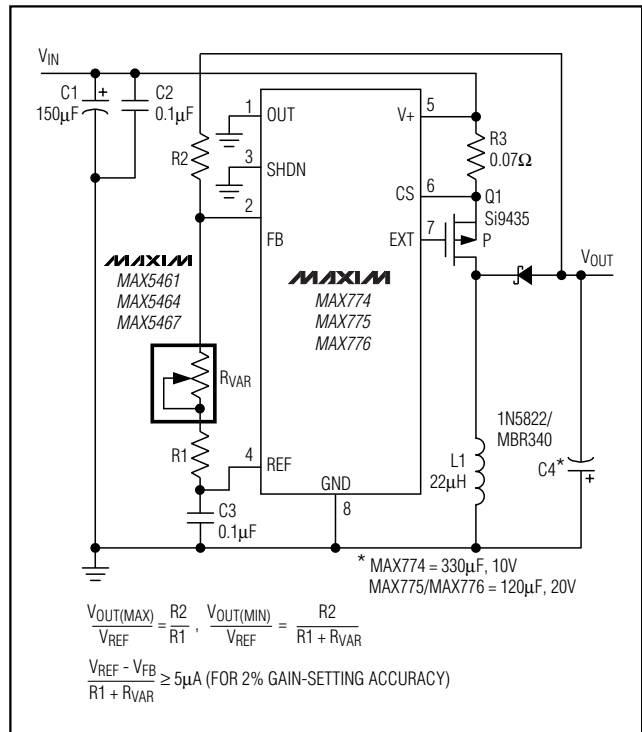 VIN
C1
150µF
+
C2
0.1µF
R2
1
OUT
3
SHDN
2
FB
V+
5
R3
0.07Ω
CS
6
Q1
Si9435
EXT
7
P
VOUT
MAXIM
MAX5461
MAX5464
MAX5467
MAXIM
MAX774
MAX775
MAX776
RVAR
R1
4
REF
C3
0.1µF
GND
8
L1
22µH
1N5822/
MBR340
C4*
+
* MAX774 = 330µF, 10V
MAX775/MAX776 = 120µF, 20V
VOUT(MAX)/VREF = R2/R1 , VOUT(MIN)/VREF = R2/(R1 + RVAR)
(VREF - VFB)/(R1 + RVAR) ≥ 5µA (FOR 2% GAIN-SETTING ACCURACY)